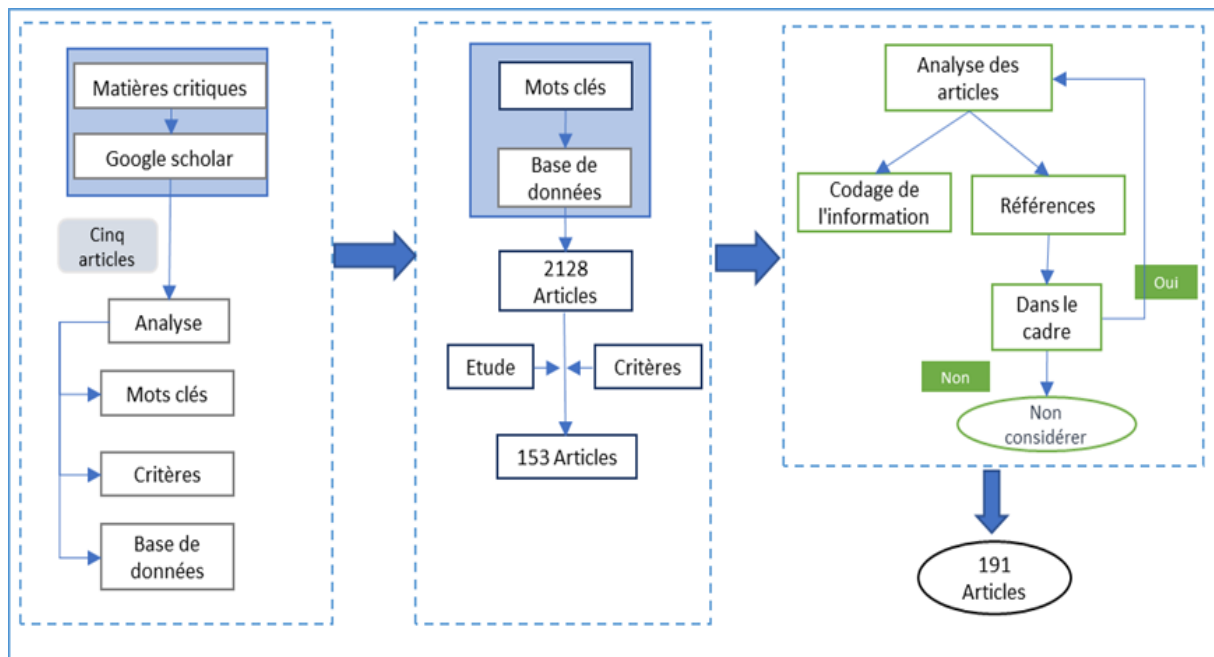 Matières critiques
Google scholar
Cinq
articles
Analyse
Mots clés
Critères
Base de
données
Mots clés
Base de
données
2128
Articles
Etude
Critères
153 Articles
Analyse des
articles
Codage de
l'information
Références
Oui
Dans le
cadre
Non
Non
considérer
191
Articles